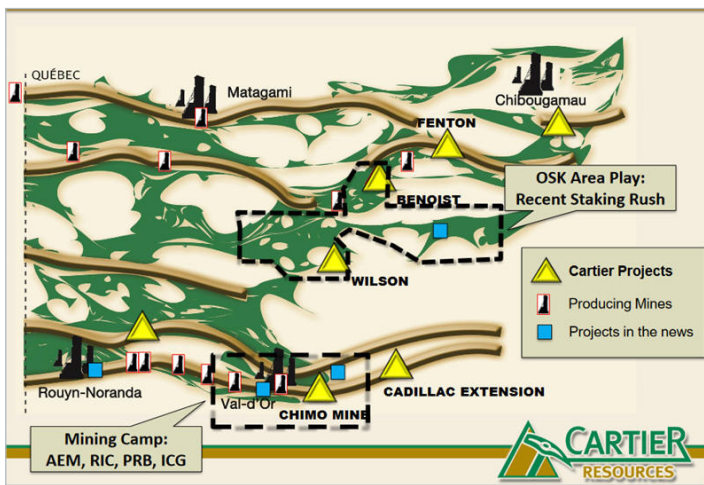 QUÉBEC
Matagami
Chibougamau
FENTON
BENOIST
OSK Area Play:
Recent Staking Rush
WILSON
Cartier Projects
Producing Mines
Projects in the news
Rouyn-Noranda
Val-d'Or
CHIMO MINE
CADILLAC EXTENSION
Mining Camp:
AEM, RIC, PRB, ICG
CARTIER
RESOURCES